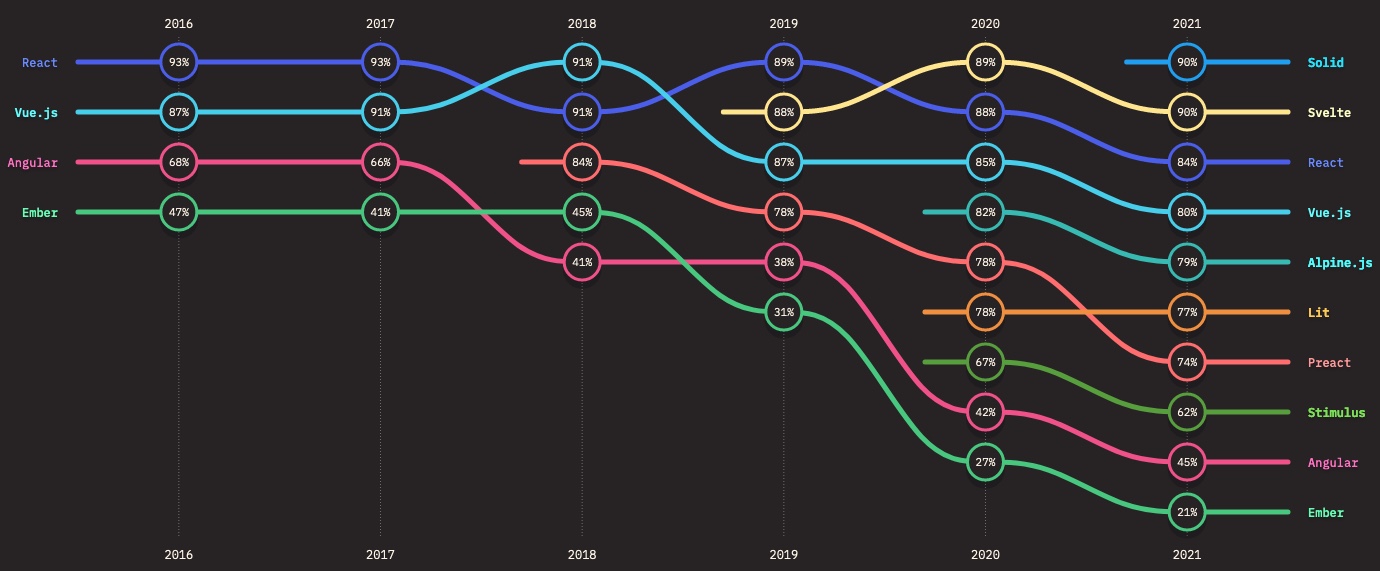 2016 2017 2018 2019 2020 2021
React 93% 93% 91% 89% 89% 90% Solid
Vue.js 87% 91% 91% 88% 88% 90% Svelte
Angular 68% 66% 84% 87% 85% 84% React
Ember 47% 41% 45% 78% 82% 80% Vue.js
41% 38% 78% 79% Alpine.js
31% 78% 77% Lit
67% 74% Preact
42% 62% Stimulus
27% 45% Angular
21% Ember
2016 2017 2018 2019 2020 2021